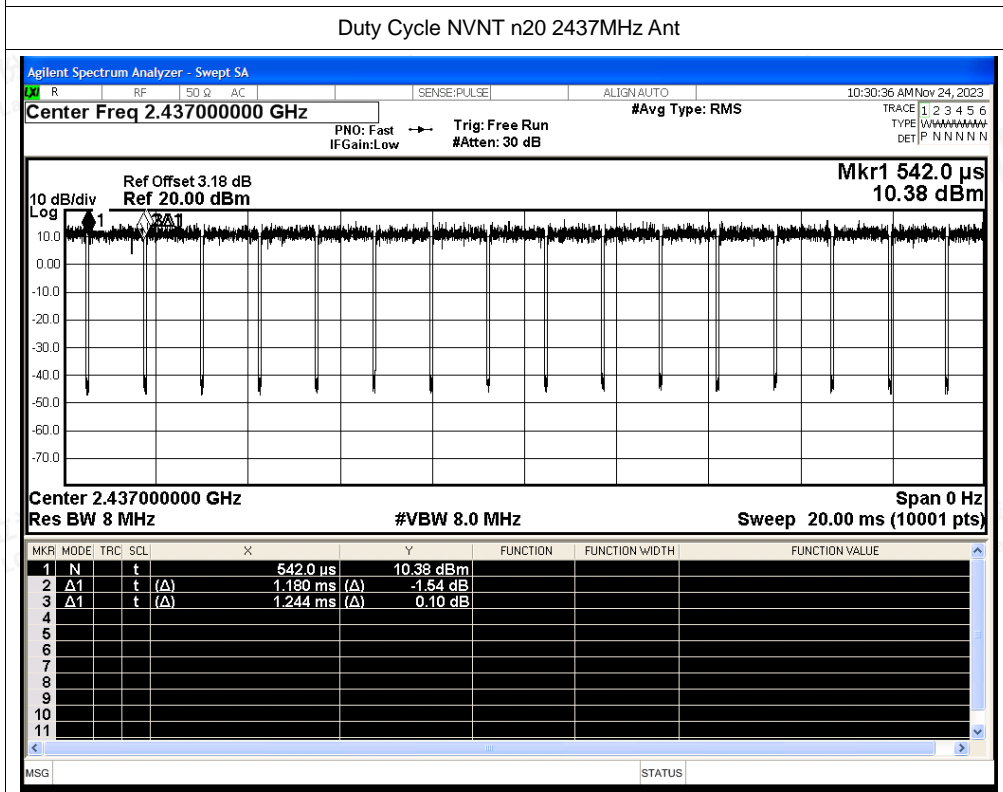 Duty Cycle NVNT n20 2437MHz Ant
Agilent Spectrum Analyzer - Swept SA
LXI R RF 50 Ω AC SENSE:PULSE ALIGN AUTO 10:30:36 AM Nov 24, 2023
Center Freq 2.437000000 GHz #Avg Type: RMS TRACE 1 2 3 4 5 6
PNO: Fast Trig: Free Run TYPE WWWWWW
IFGain:Low #Atten: 30 dB DET P N N N N N
Mkr1 542.0 µs
Ref Offset 3.18 dB
10 dB/div Ref 20.00 dBm 10.38 dBm
Log
1 3Δ1
10.0
0.00
-10.0
-20.0
-30.0
-40.0
-50.0
-60.0
-70.0
Center 2.437000000 GHz Span 0 Hz
Res BW 8 MHz #VBW 8.0 MHz Sweep 20.00 ms (10001 pts)
MKR MODE TRC SCL X Y FUNCTION FUNCTION WIDTH FUNCTION VALUE
1 N t 542.0 µs 10.38 dBm
2 Δ1 t (Δ) 1.180 ms (Δ) -1.54 dB
3 Δ1 t (Δ) 1.244 ms (Δ) 0.10 dB
4
5
6
7
8
9
10
11
MSG STATUS